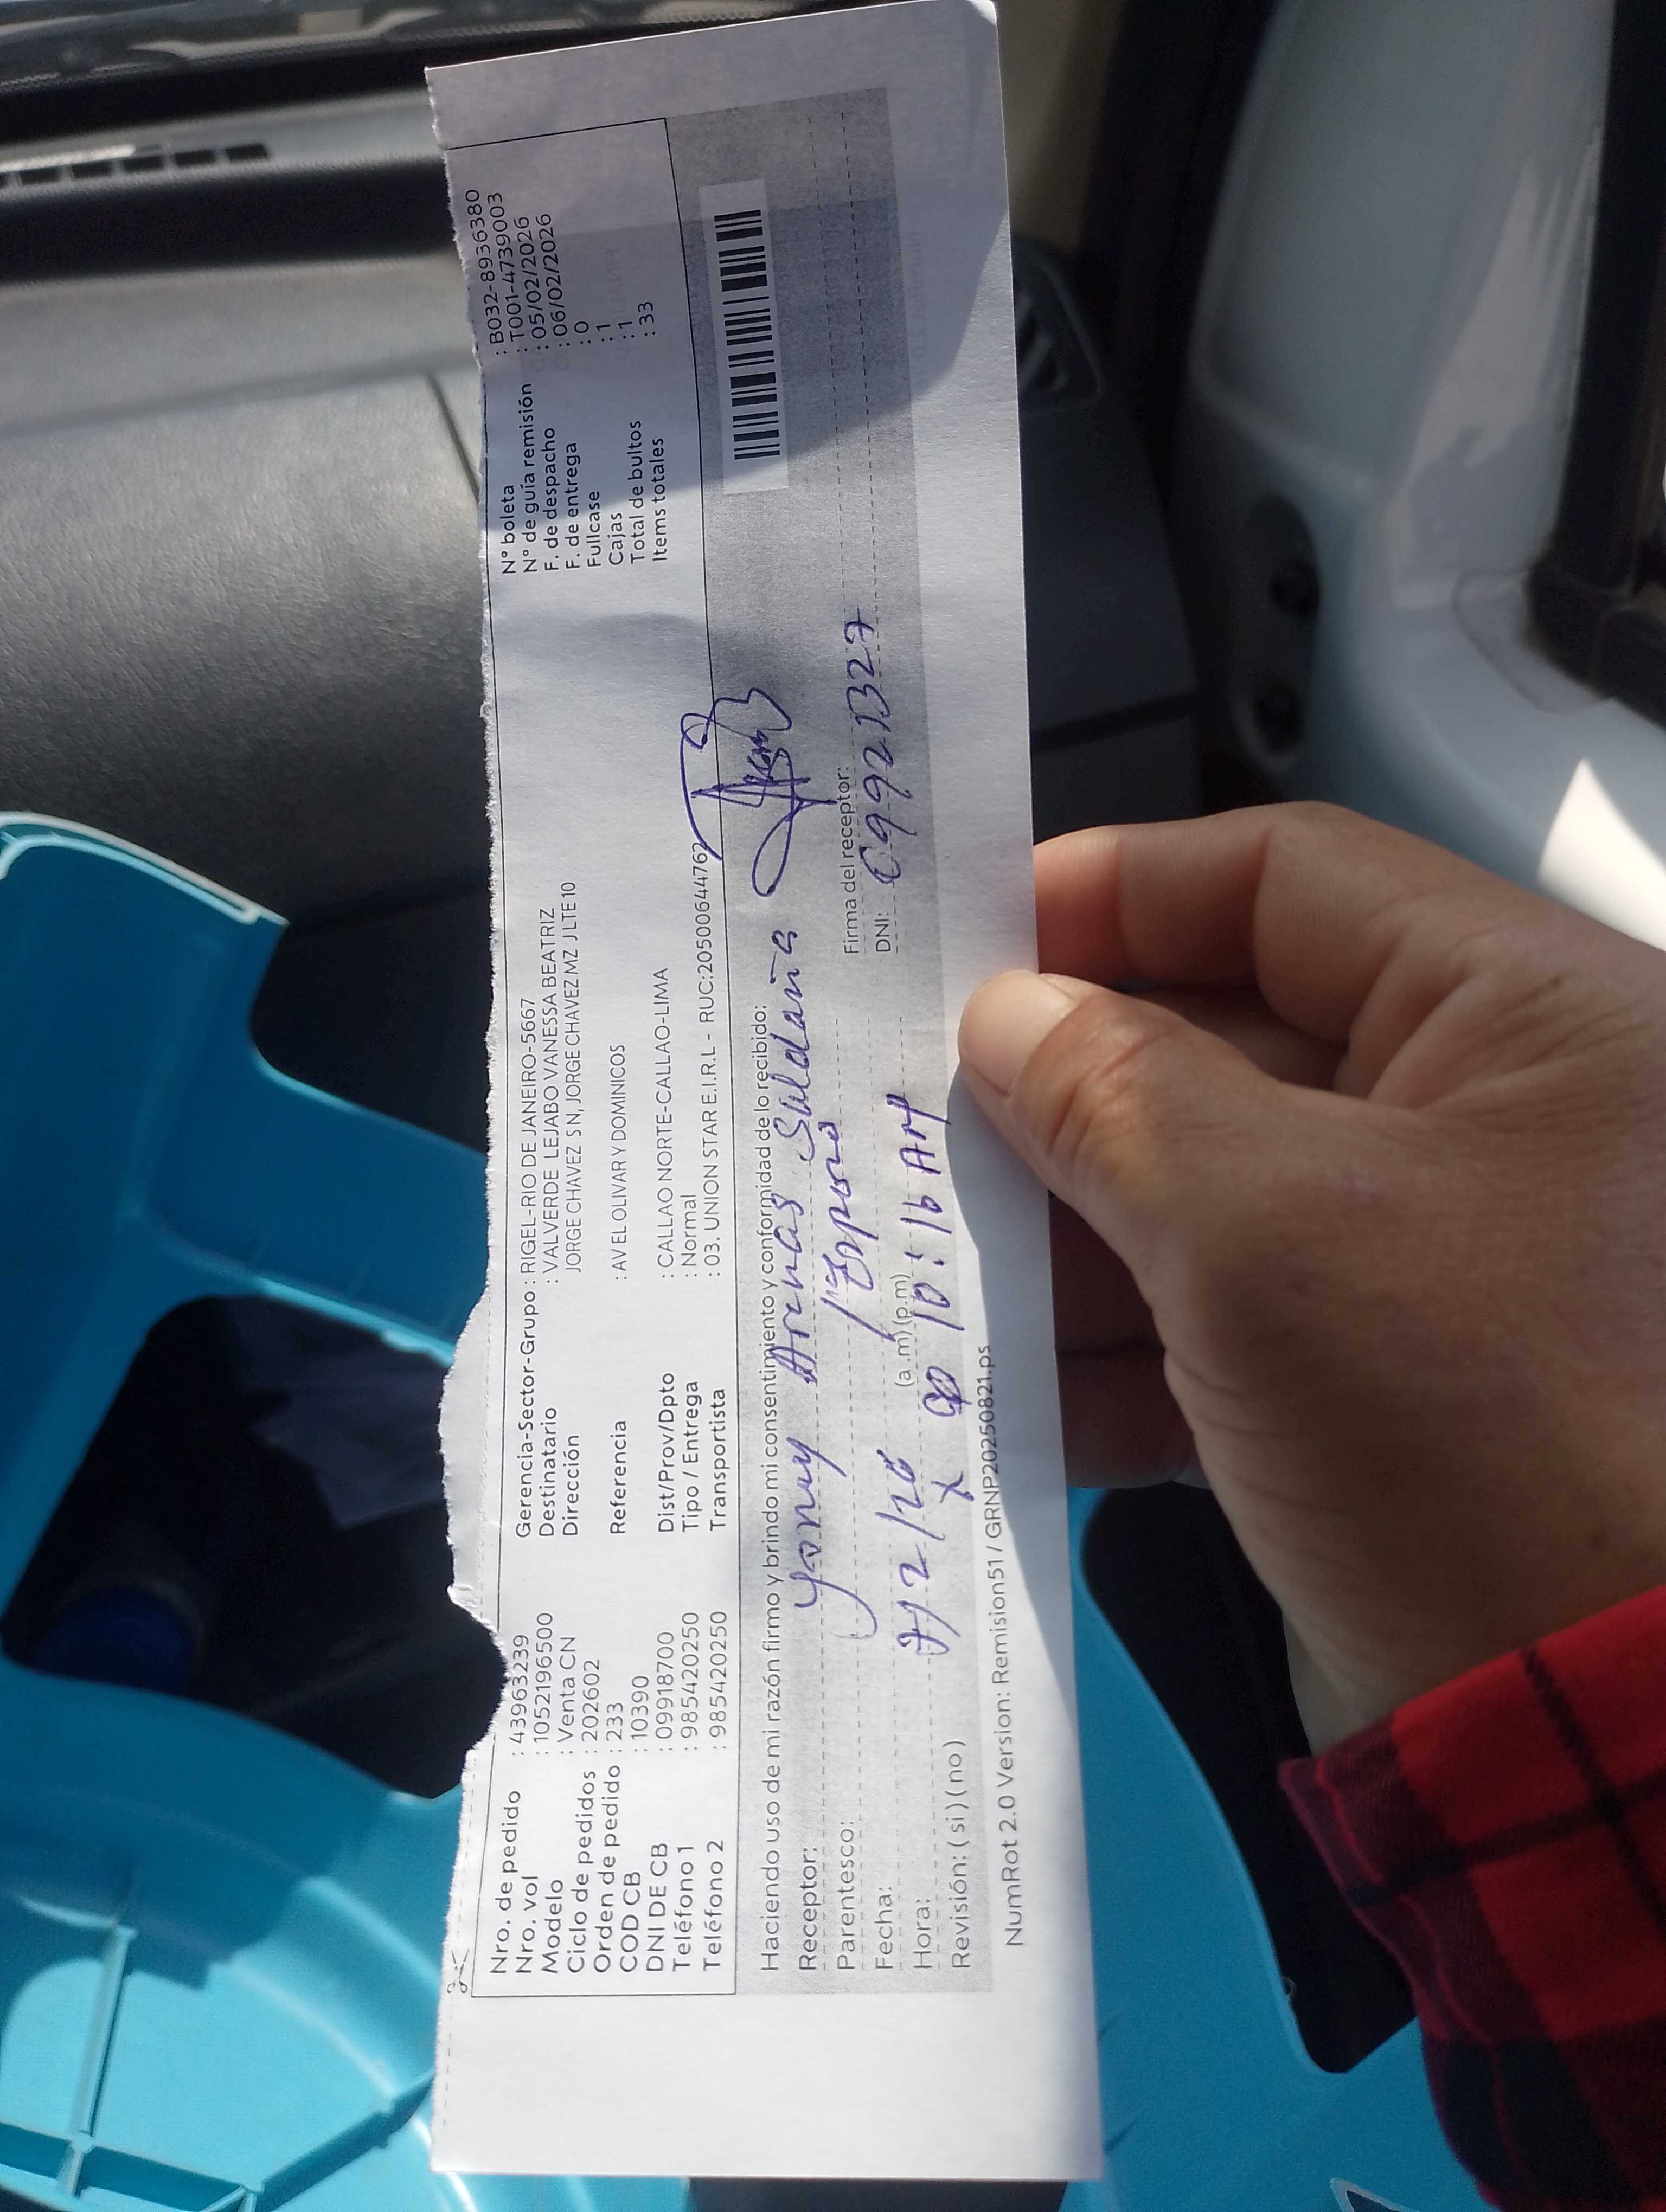 Nro. de pedido : 43963239
Nro. vol : 1052196500
Modelo : Venta CN
Ciclo de pedidos : 202602
Orden de pedido : 233
COD CB : 10390
DNI DE CB : 09918700
Teléfono 1 : 985420250
Teléfono 2 : 985420250
Gerencia-Sector-Grupo : RIGEL-RIO DE JANEIRO-5667
Destinatario : VALVERDE LEJABO VANESSA BEATRIZ
Dirección JORGE CHAVEZ SN, JORGE CHAVEZ MZ J LTE 10
Referencia : AV EL OLIVAR Y DOMINICOS
Dist/Prov/Dpto : CALLAO NORTE-CALLAO-LIMA
Tipo / Entrega : Normal
Transportista : 03. UNION STAR E.I.R.L - RUC:20500644762
N° boleta : B032-8936380
N° de guía remisión : T001-4739003
F. de despacho : 05/02/2026
F. de entrega : 06/02/2026
Fullcase : 0
Cajas : 1
Total de bultos : 1
Items totales : 33
Haciendo uso de mi razón firmo y brindo mi consentimiento y conformidad de lo recibido:
Receptor: Yonny Arenas Saldaña
Parentesco: Esposo
Firma del receptor:
Fecha: 7/2/26
DNI:
Hora: (a.m)(p.m) 10:16 AM
Revisión: (si) (no)
NumRot 2.0 Version: Remision51 / GRNP20250821.ps